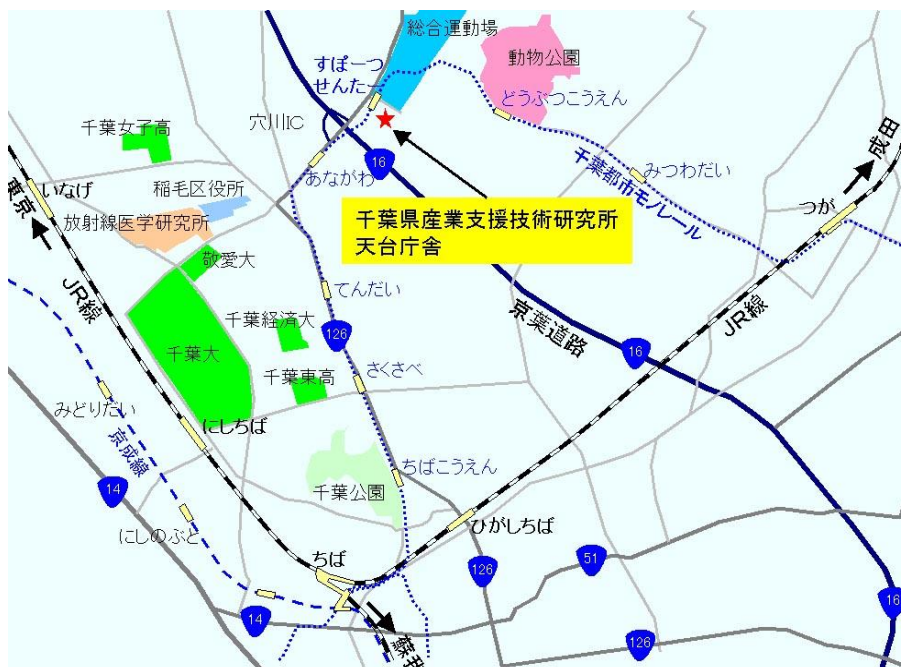 総合運動場
すぽーつ
せんたー
動物公園
どうぶつこうえん
千葉女子高
穴川IC
16
成田
みつわだい
千葉都市モノレール
いなげ
稲毛区役所
あながわ
東京
放射線医学研究所
千葉県産業支援技術研究所
天台庁舎
つが
敬愛大
JR線
てんだい
千葉経済大
126
京葉道路
JR線
千葉大
16
さくさべ
千葉東高
みどりだい
にしちば
京成線
ちばこうえん
14
千葉公園
にしのぶと
ひがしちば
ちば
51
126
16
14
126